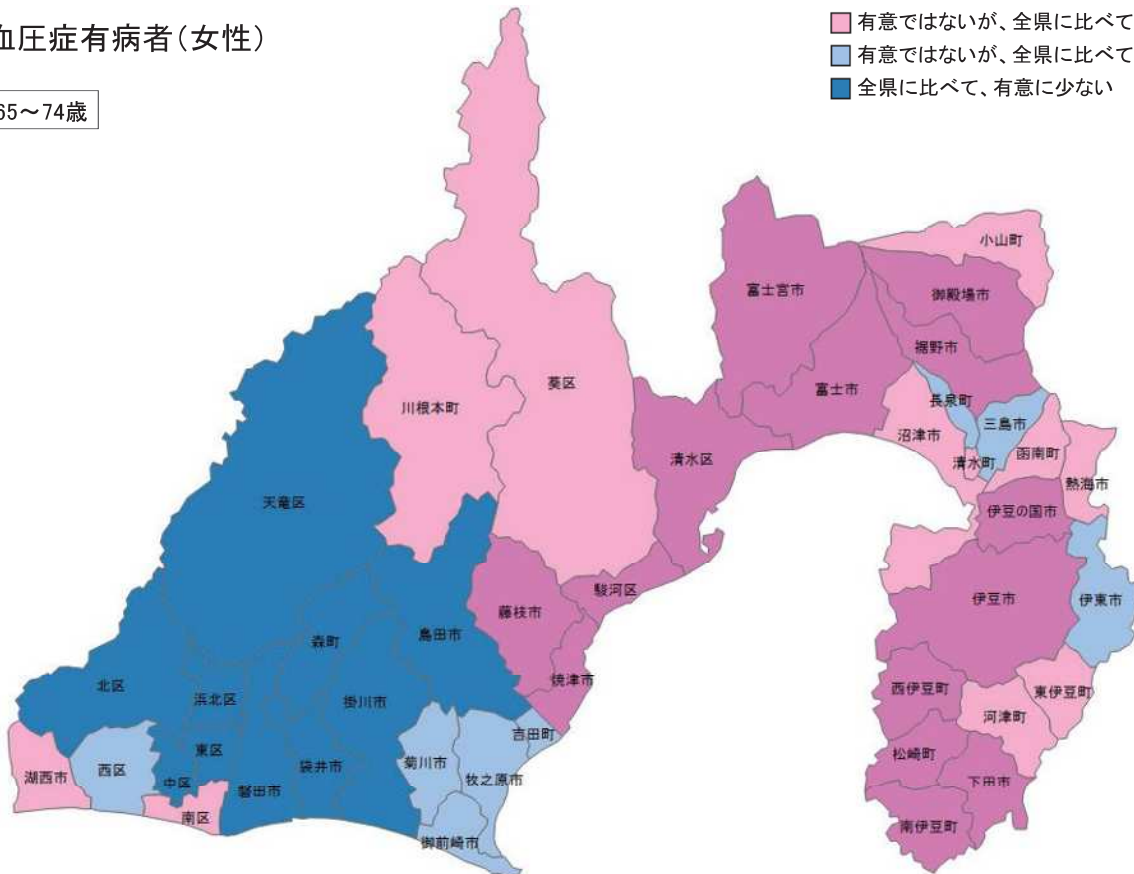 血圧症有病者(女性)
65～74歳
有意ではないが、全県に比べて
有意ではないが、全県に比べて
全県に比べて、有意に少ない
小山町
富士宮市
御殿場市
裾野市
葵区
富士市
長泉町
川根本町
三島市
沼津市
函南町
清水区
清水町
熱海市
天竜区
伊豆の国市
駿河区
伊豆市
伊東市
藤枝市
島田市
森町
焼津市
北区
浜北区
掛川市
西伊豆町
東伊豆町
河津町
吉田町
東区
松崎町
菊川市
西区
袋井市
湖西市
中区
牧之原市
下田市
磐田市
南区
南伊豆町
御前崎市